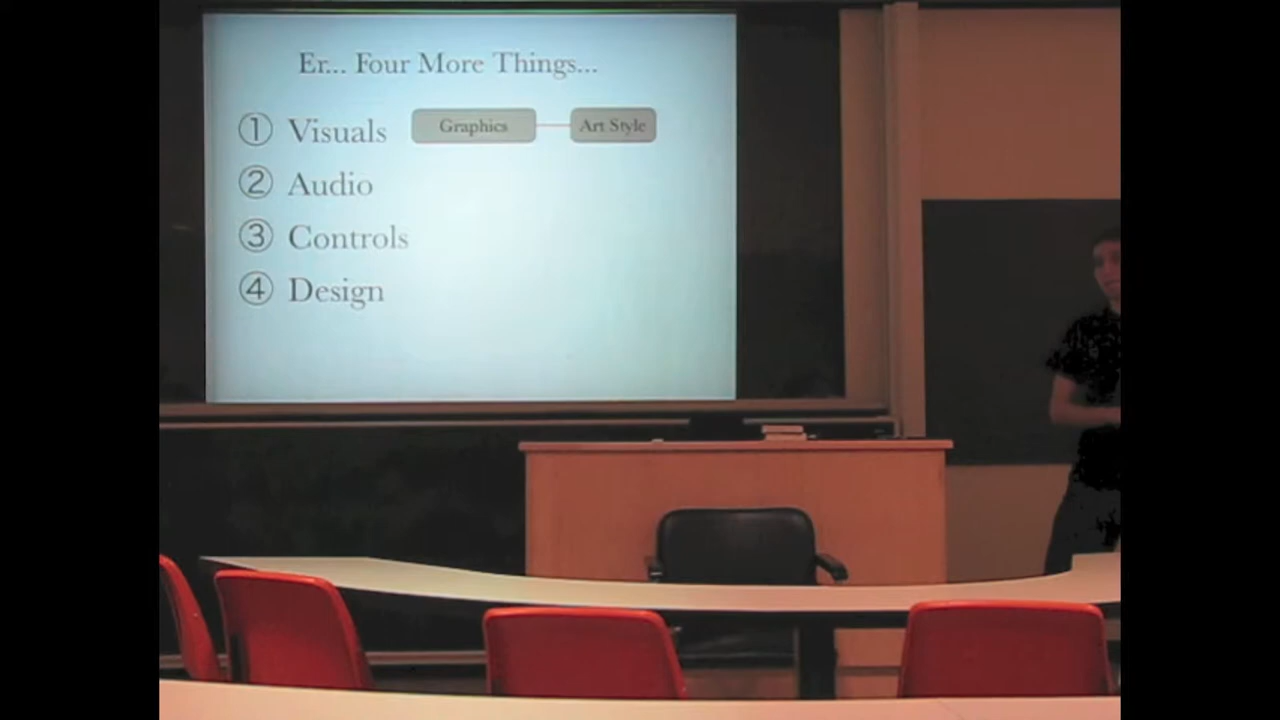 Er... Four More Things...
① Visuals Graphics Art Style
② Audio
③ Controls
④ Design